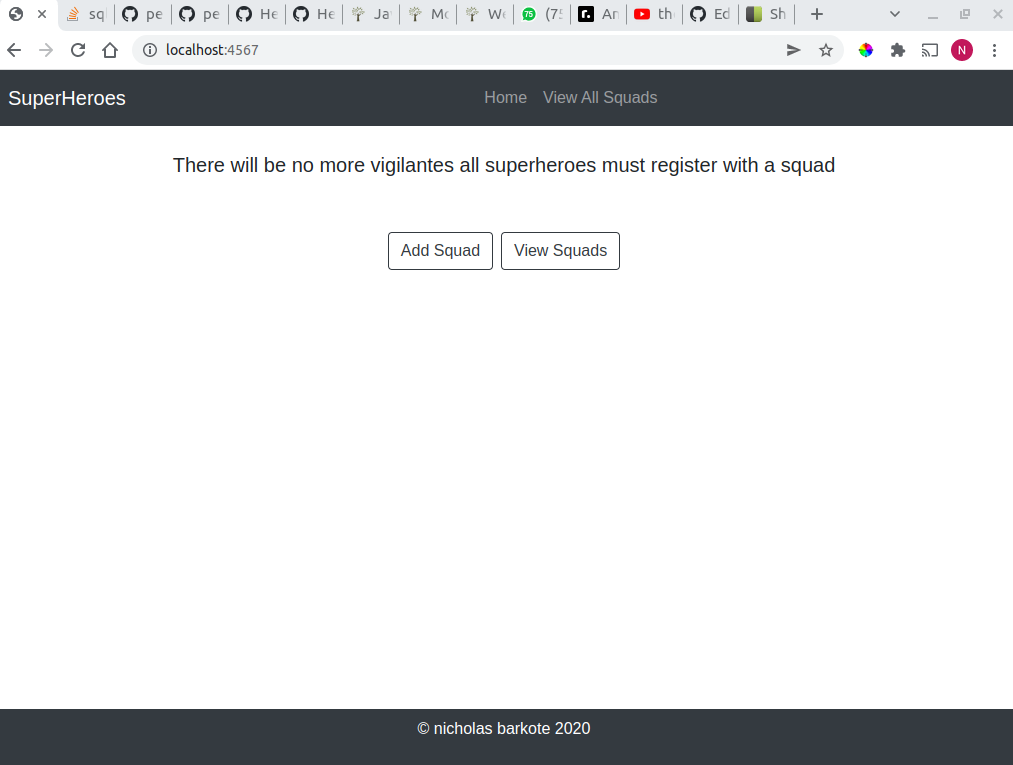 sq pe pe He He Ja Mo We 75 (75 r. An th Ed Sh
localhost:4567 N
SuperHeroes Home View All Squads
There will be no more vigilantes all superheroes must register with a squad
Add Squad View Squads
© nicholas barkote 2020